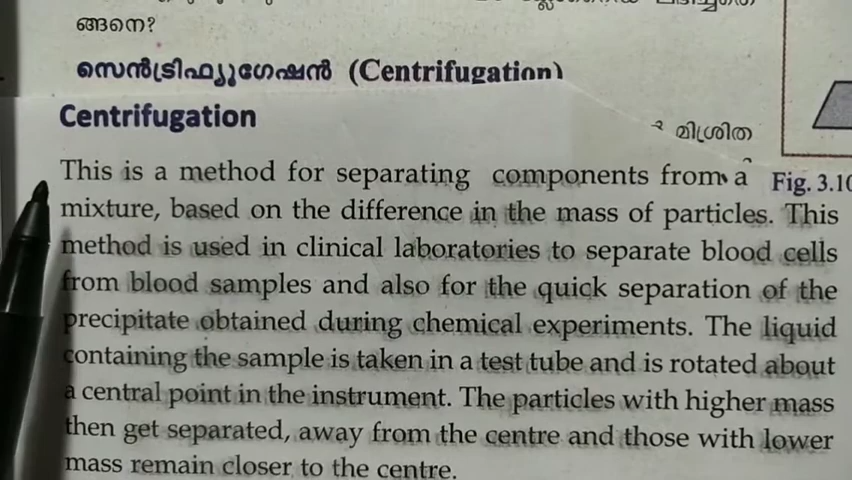 ങ്ങനെ?
സെൻട്രിഫ്യൂഗേഷൻ (Centrifugation)
Centrifugation
മിശ്രിത
This is a method for separating components from a
Fig. 3.10
mixture, based on the difference in the mass of particles. This
method is used in clinical laboratories to separate blood cells
from blood samples and also for the quick separation of the
precipitate obtained during chemical experiments. The liquid
containing the sample is taken in a test tube and is rotated about
a central point in the instrument. The particles with higher mass
then get separated, away from the centre and those with lower
mass remain closer to the centre.